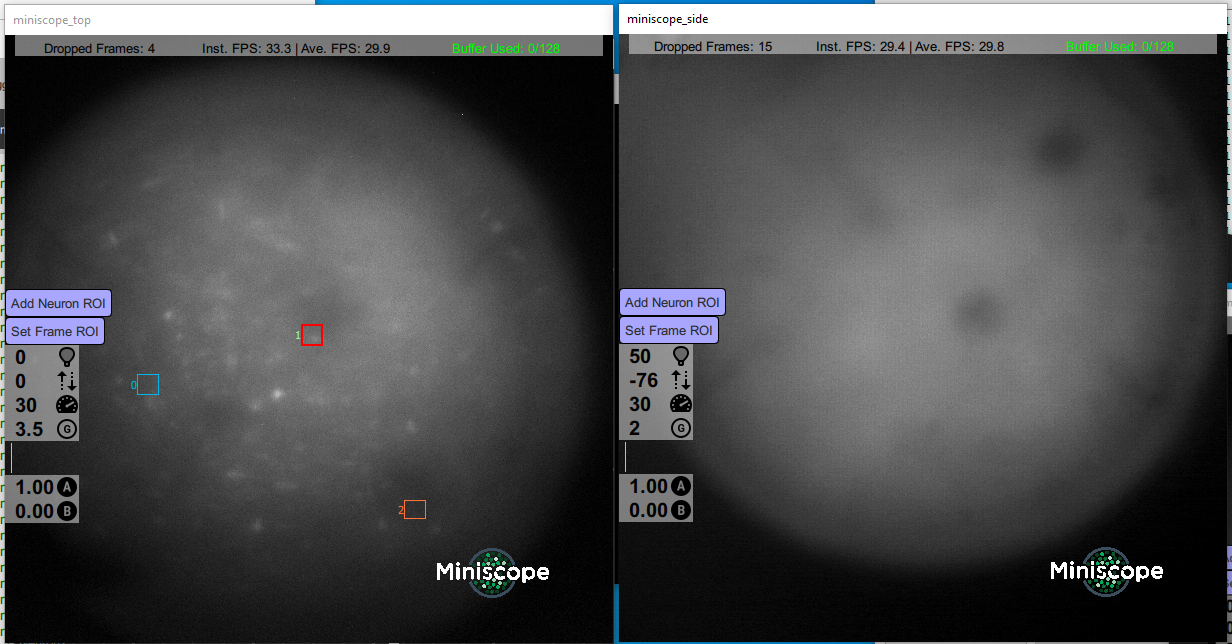 miniscope_top
Dropped Frames: 4 Inst. FPS: 33.3 | Ave. FPS: 29.9 Buffer Used: 0/128
Add Neuron ROI
Set Frame ROI
1
0
0
0
30
3.5 G
1.00 A
0.00 B
2
Miniscope
miniscope_side
Dropped Frames: 15 Inst. FPS: 29.4 | Ave. FPS: 29.8 Buffer Used: 0/128
Add Neuron ROI
Set Frame ROI
50
-76
30
2 G
1.00 A
0.00 B
Miniscope